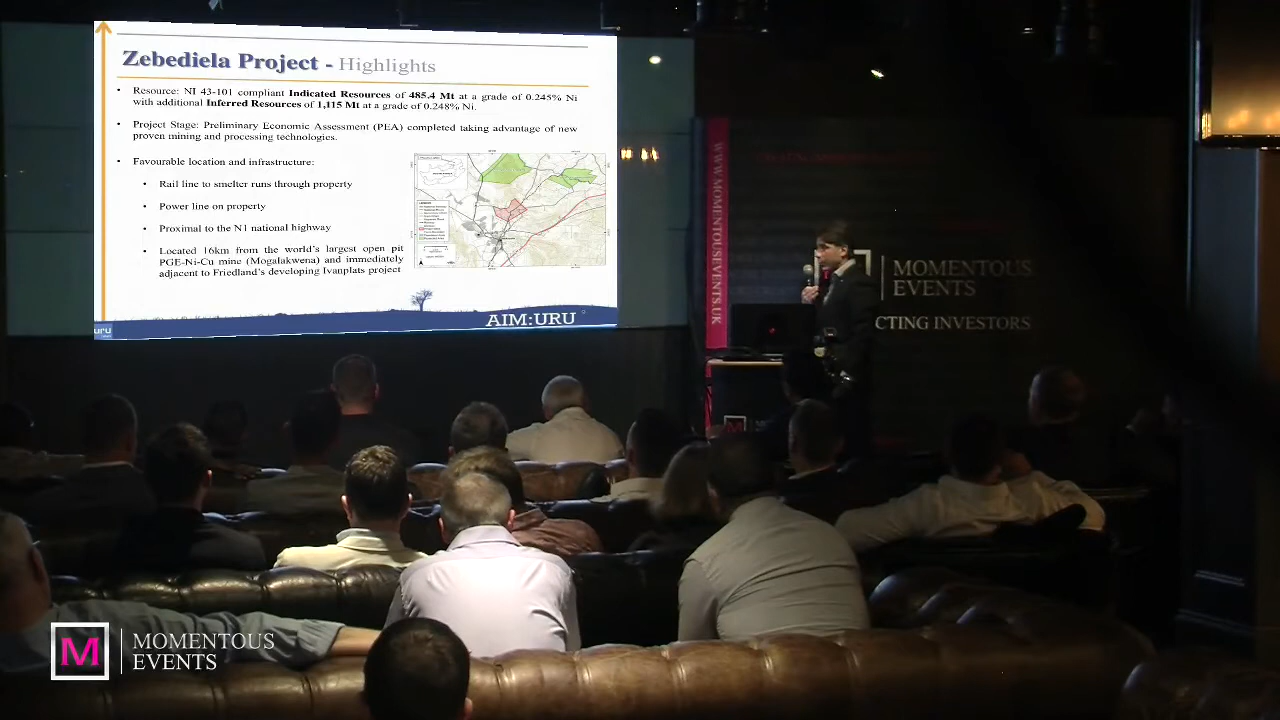 Zebediela Project - Highlights
• Resource: NI 43-101 compliant Indicated Resources of 485.4 Mt at a grade of 0.245% Ni
with additional Inferred Resources of 1,115 Mt at a grade of 0.248% Ni.
• Project Stage: Preliminary Economic Assessment (PEA) completed taking advantage of new
proven mining and processing technologies.
• Favourable location and infrastructure:
• Rail line to smelter runs through property
• Power line on property
• Proximal to the N1 national highway
• Located 16km from the world's largest open pit
PGE-Ni-Cu mine (Mogalakwena) and immediately
adjacent to Friedland's developing Ivanplats project
uru
AIM:URU
WWW.MOMENTOUSEVENTS.UK
MOMENTOUS
EVENTS
CTING INVESTORS
M
M
MOMENTOUS
EVENTS